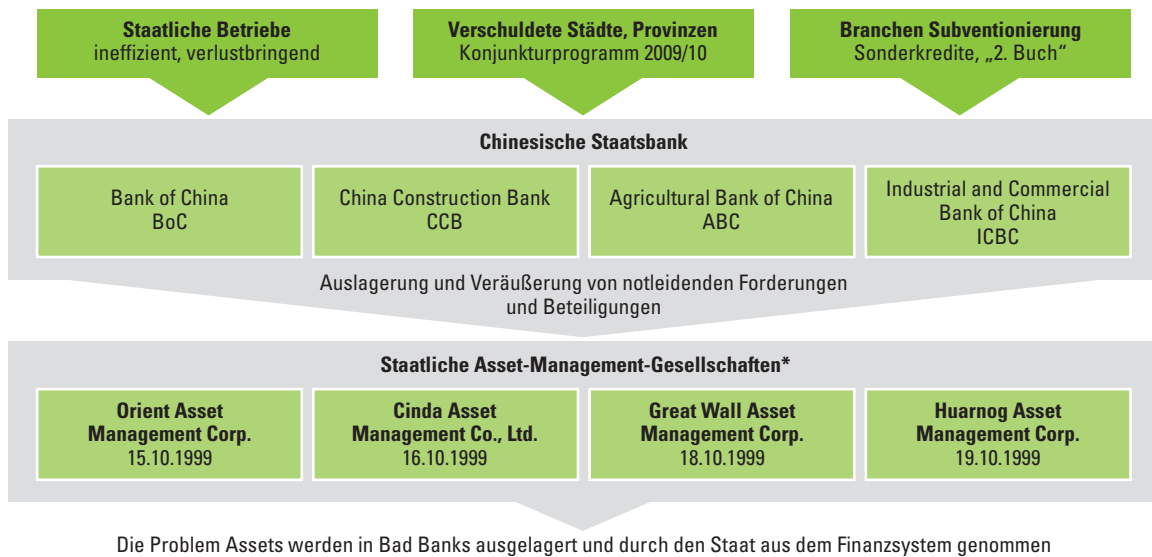 Staatliche Betriebe
ineffizient, verlustbringend
Verschuldete Städte, Provinzen
Konjunkturprogramm 2009/10
Branchen Subventionierung
Sonderkredite, „2. Buch“
Chinesische Staatsbank
Bank of China
BoC
China Construction Bank
CCB
Agricultural Bank of China
ABC
Industrial and Commercial
Bank of China
ICBC
Auslagerung und Veräußerung von notleidenden Forderungen
und Beteiligungen
Staatliche Asset-Management-Gesellschaften*
Orient Asset
Management Corp.
15.10.1999
Cinda Asset
Management Co., Ltd.
16.10.1999
Great Wall Asset
Management Corp.
18.10.1999
Huarnog Asset
Management Corp.
19.10.1999
Die Problem Assets werden in Bad Banks ausgelagert und durch den Staat aus dem Finanzsystem genommen